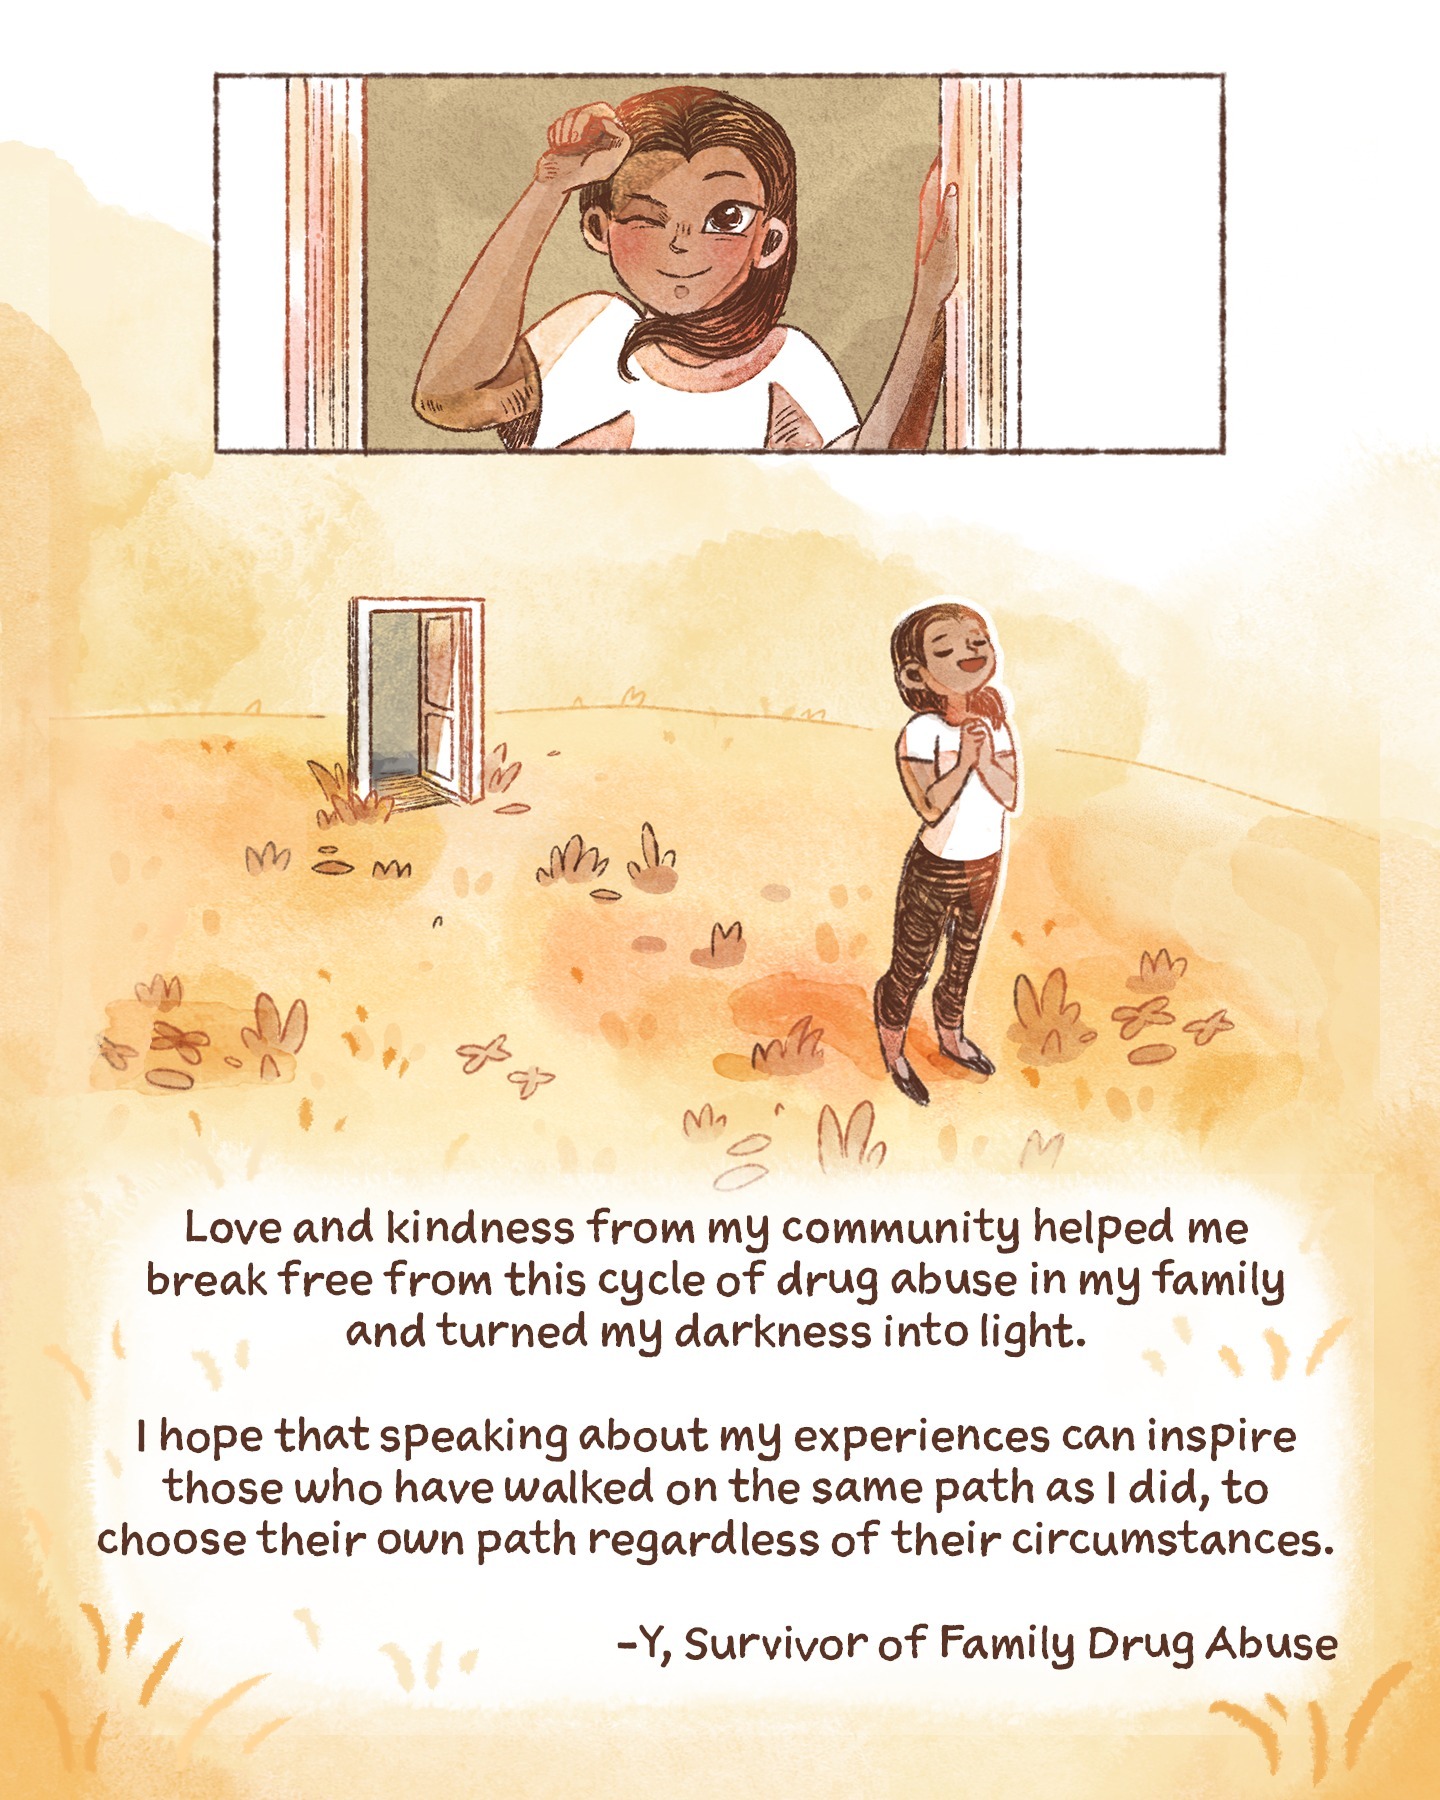 Love and kindness from my community helped me
break free from this cycle of drug abuse in my family
and turned my darkness into light.
I hope that speaking about my experiences can inspire
those who have walked on the same path as I did, to
choose their own path regardless of their circumstances.
-Y, Survivor of Family Drug Abuse